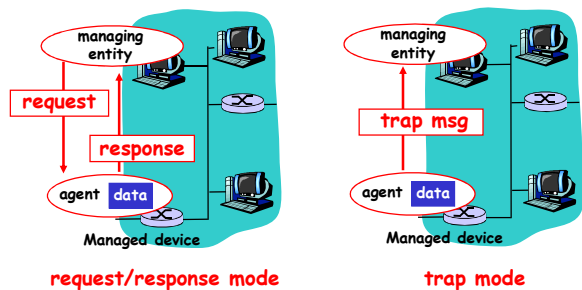 managing
entity
request
response
agent data
Managed device
request/response mode
managing
entity
trap msg
agent data
Managed device
trap mode